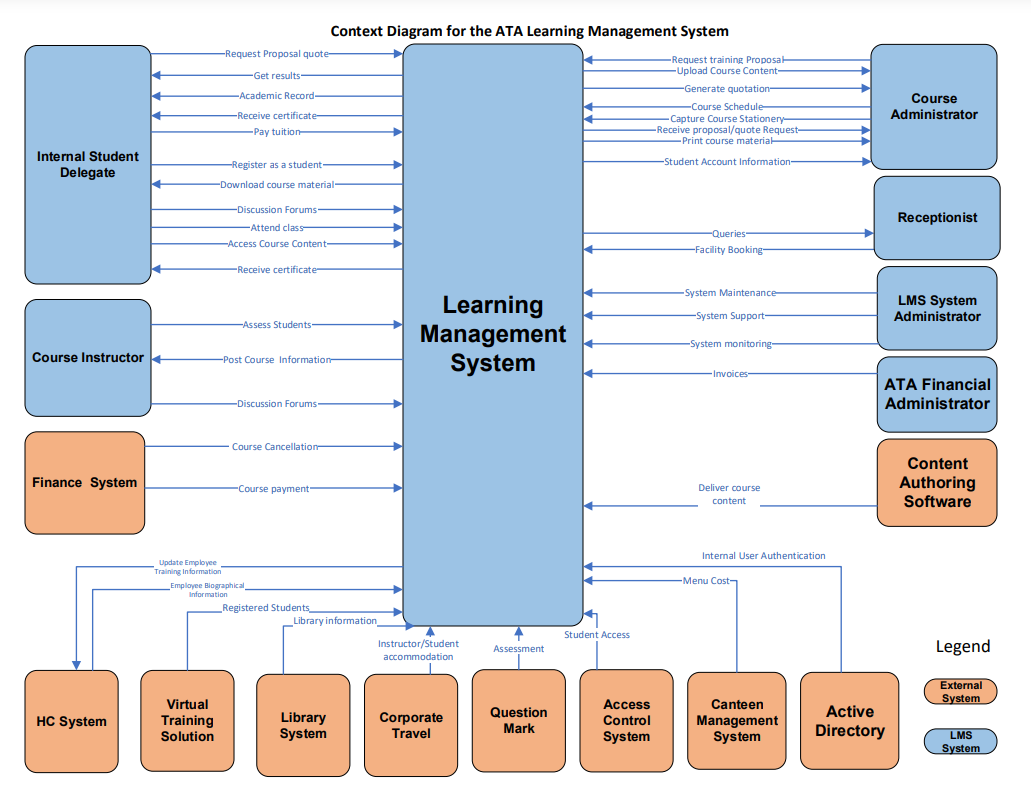 Context Diagram for the ATA Learning Management System
Internal Student
Delegate
Request Proposal quote
Get results
Academic Record
Receive certificate
Pay tuition
Register as a student
Download course material
Discussion Forums
Attend class
Access Course Content
Receive certificate
Course Instructor
Assess Students
Post Course Information
Discussion Forums
Finance System
Course Cancellation
Course payment
Learning
Management
System
Request training Proposal
Upload Course Content
Generate quotation
Course Schedule
Capture Course Stationery
Receive proposal/quote Request
Print course material
Student Account Information
Course
Administrator
Queries
Facility Booking
Receptionist
System Maintenance
System Support
System monitoring
LMS System
Administrator
Invoices
ATA Financial
Administrator
Deliver course
content
Content
Authoring
Software
Update Employee
Training Information
Employee Biographical
Information
Registered Students
Library information
Instructor/Student
accommodation
Assessment
Student Access
Menu Cost
Internal User Authentication
HC System
Virtual
Training
Solution
Library
System
Corporate
Travel
Question
Mark
Access
Control
System
Canteen
Management
System
Active
Directory
Legend
External
System
LMS
System